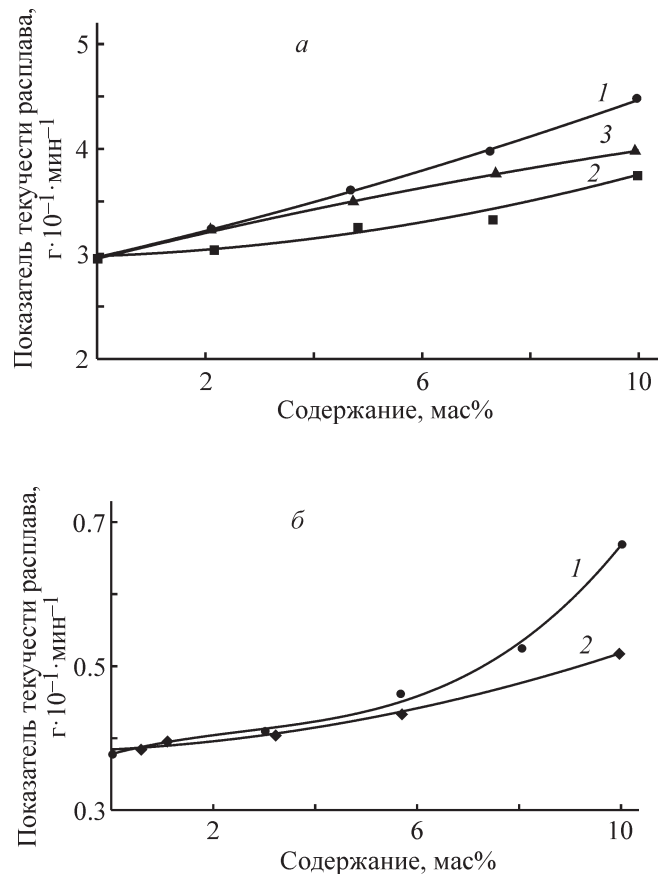 Показатель текучести расплава,
г·10⁻¹·мин⁻¹
а
5
4
3
2
1
3
2
2
6
10
Содержание, мас%
Показатель текучести расплава,
г·10⁻¹·мин⁻¹
б
0.7
0.5
0.3
1
2
2
6
10
Содержание, мас%